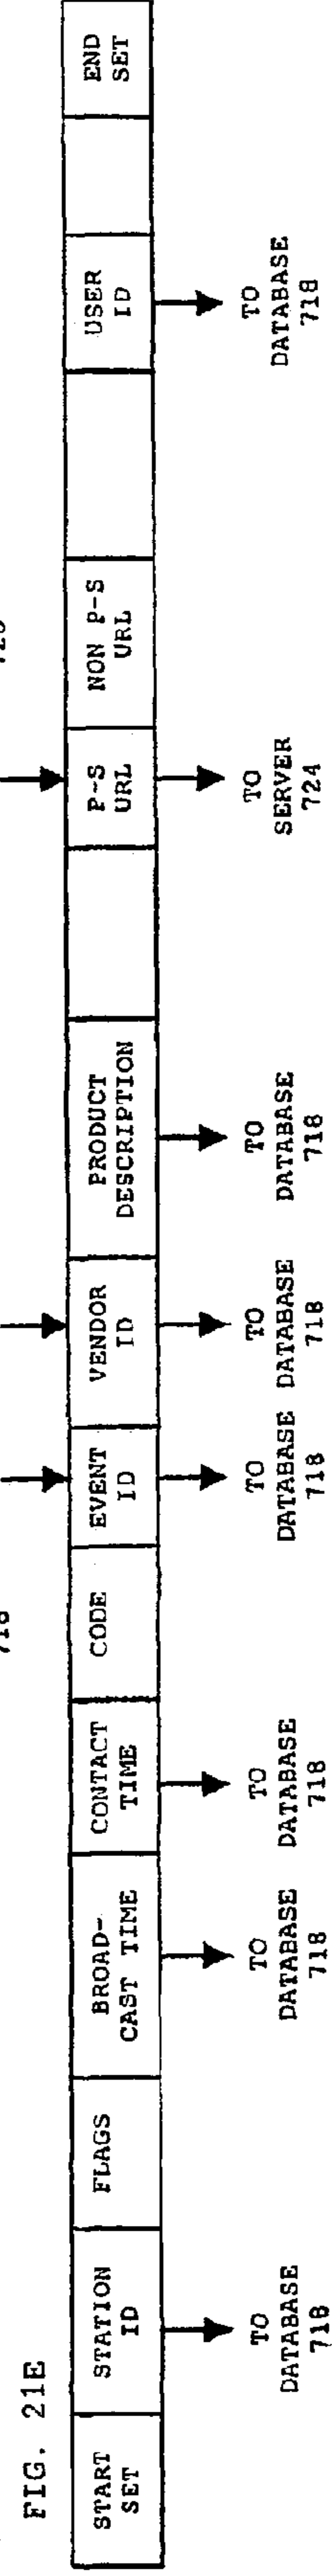 FIG. 21E
START
SET
STATION
ID
FLAGS
BROAD-
CAST TIME
CONTACT
TIME
CODE
EVENT
ID
VENDOR
ID
PRODUCT
DESCRIPTION
P-S
URL
NON P-S
URL
USER
ID
END
SET
TO
DATABASE
718
TO
DATABASE
718
TO
DATABASE
718
TO
DATABASE
718
TO
DATABASE
718
TO
DATABASE
718
TO
SERVER
724
TO
DATABASE
718